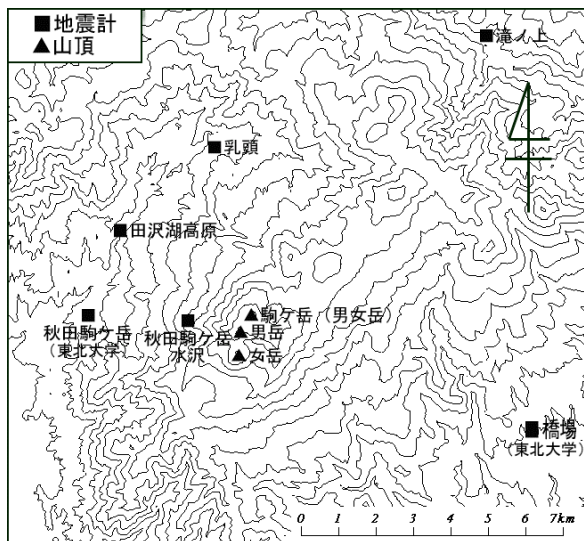 ■地震計
▲山頂
■滝ノ上
■乳頭
■田沢湖高原
▲駒ケ岳（男女岳）
秋田駒ケ岳
（東北大学）
秋田駒ケ岳
水沢
▲男岳
▲女岳
■橋場
（東北大学）
0 1 2 3 4 5 6 7km